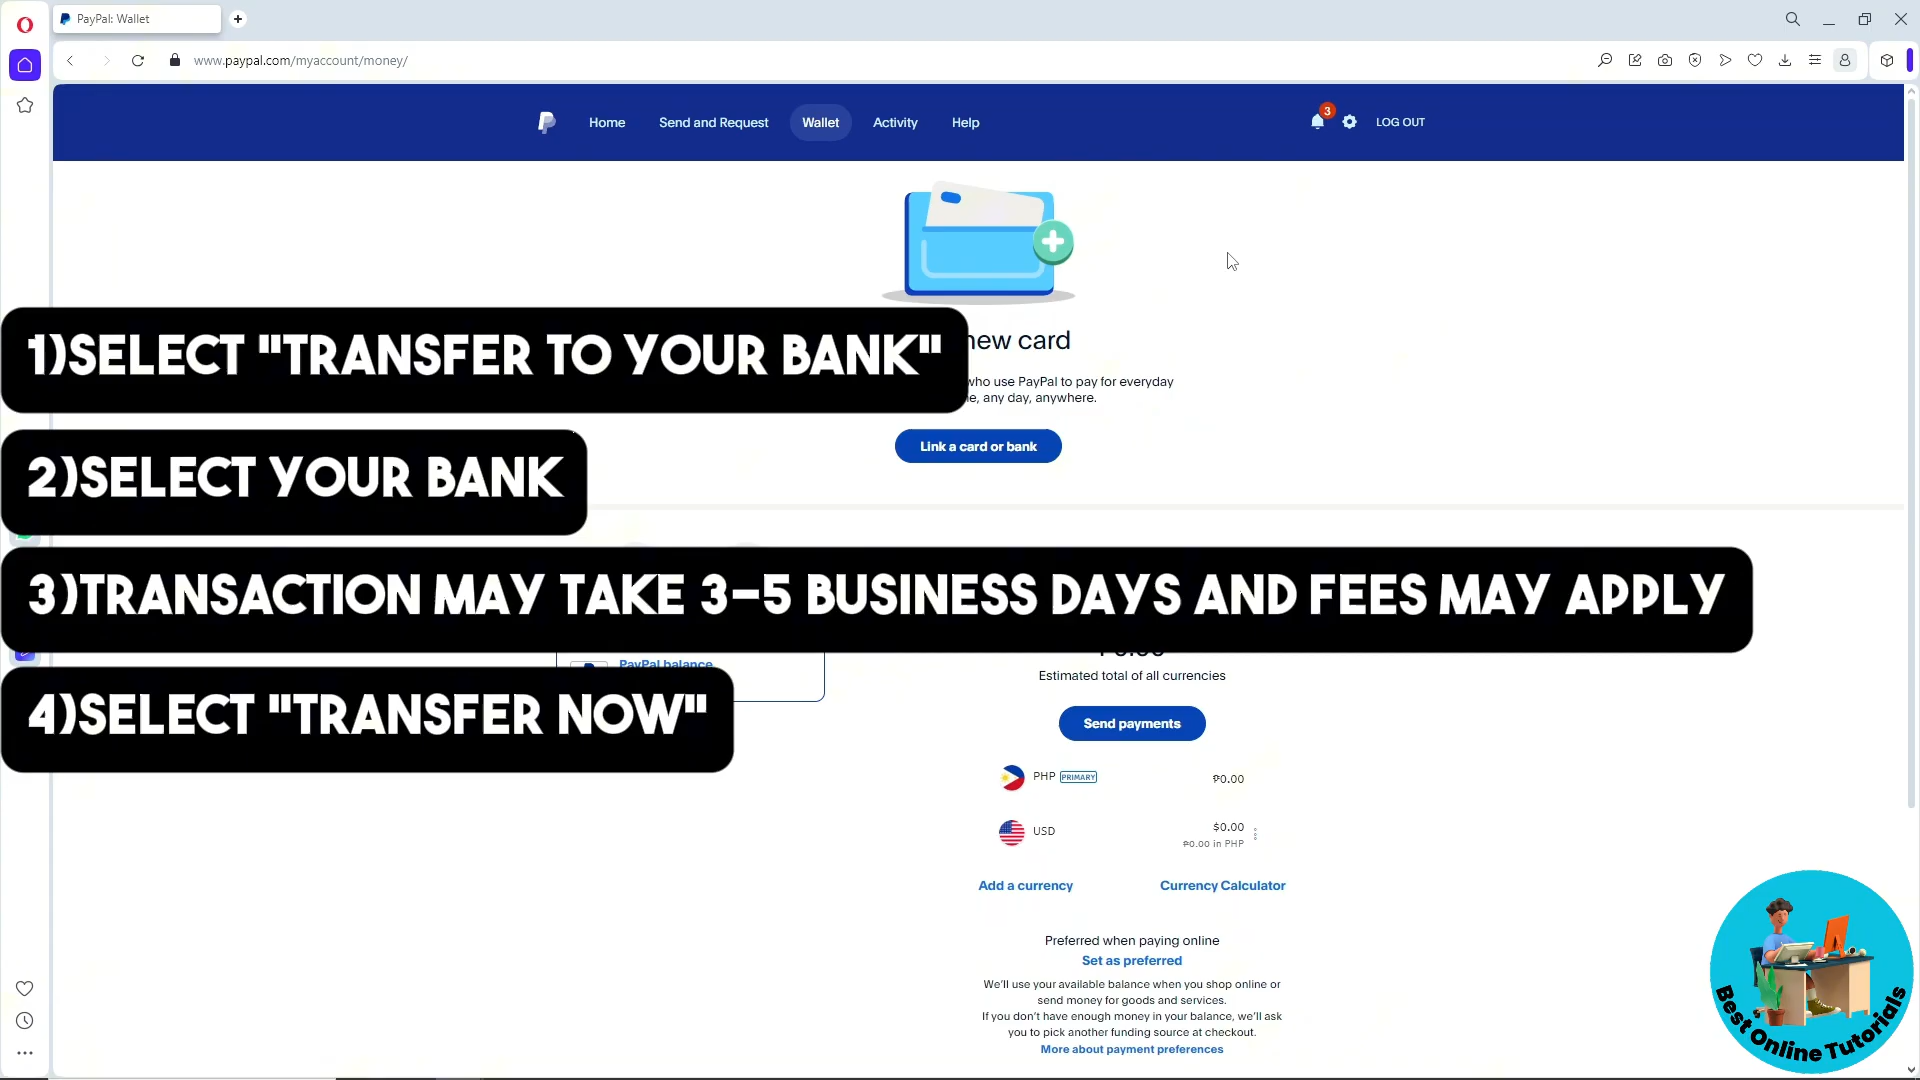 PayPal: Wallet
www.paypal.com/myaccount/money/
Home
Send and Request
Wallet
Activity
Help
3
LOG OUT
1)SELECT "TRANSFER TO YOUR BANK"
new card
who use PayPal to pay for everyday
any day, anywhere.
Link a card or bank
2)SELECT YOUR BANK
3)TRANSACTION MAY TAKE 3-5 BUSINESS DAYS AND FEES MAY APPLY
PayPal balance
Estimated total of all currencies
4)SELECT "TRANSFER NOW"
Send payments
PHP PRIMARY ₱0.00
USD $0.00
₱0.00 in PHP
Add a currency
Currency Calculator
Preferred when paying online
Set as preferred
We'll use your available balance when you shop online or
send money for goods and services.
If you don't have enough money in your balance, we'll ask
you to pick another funding source at checkout.
More about payment preferences
Best Online Tutorials